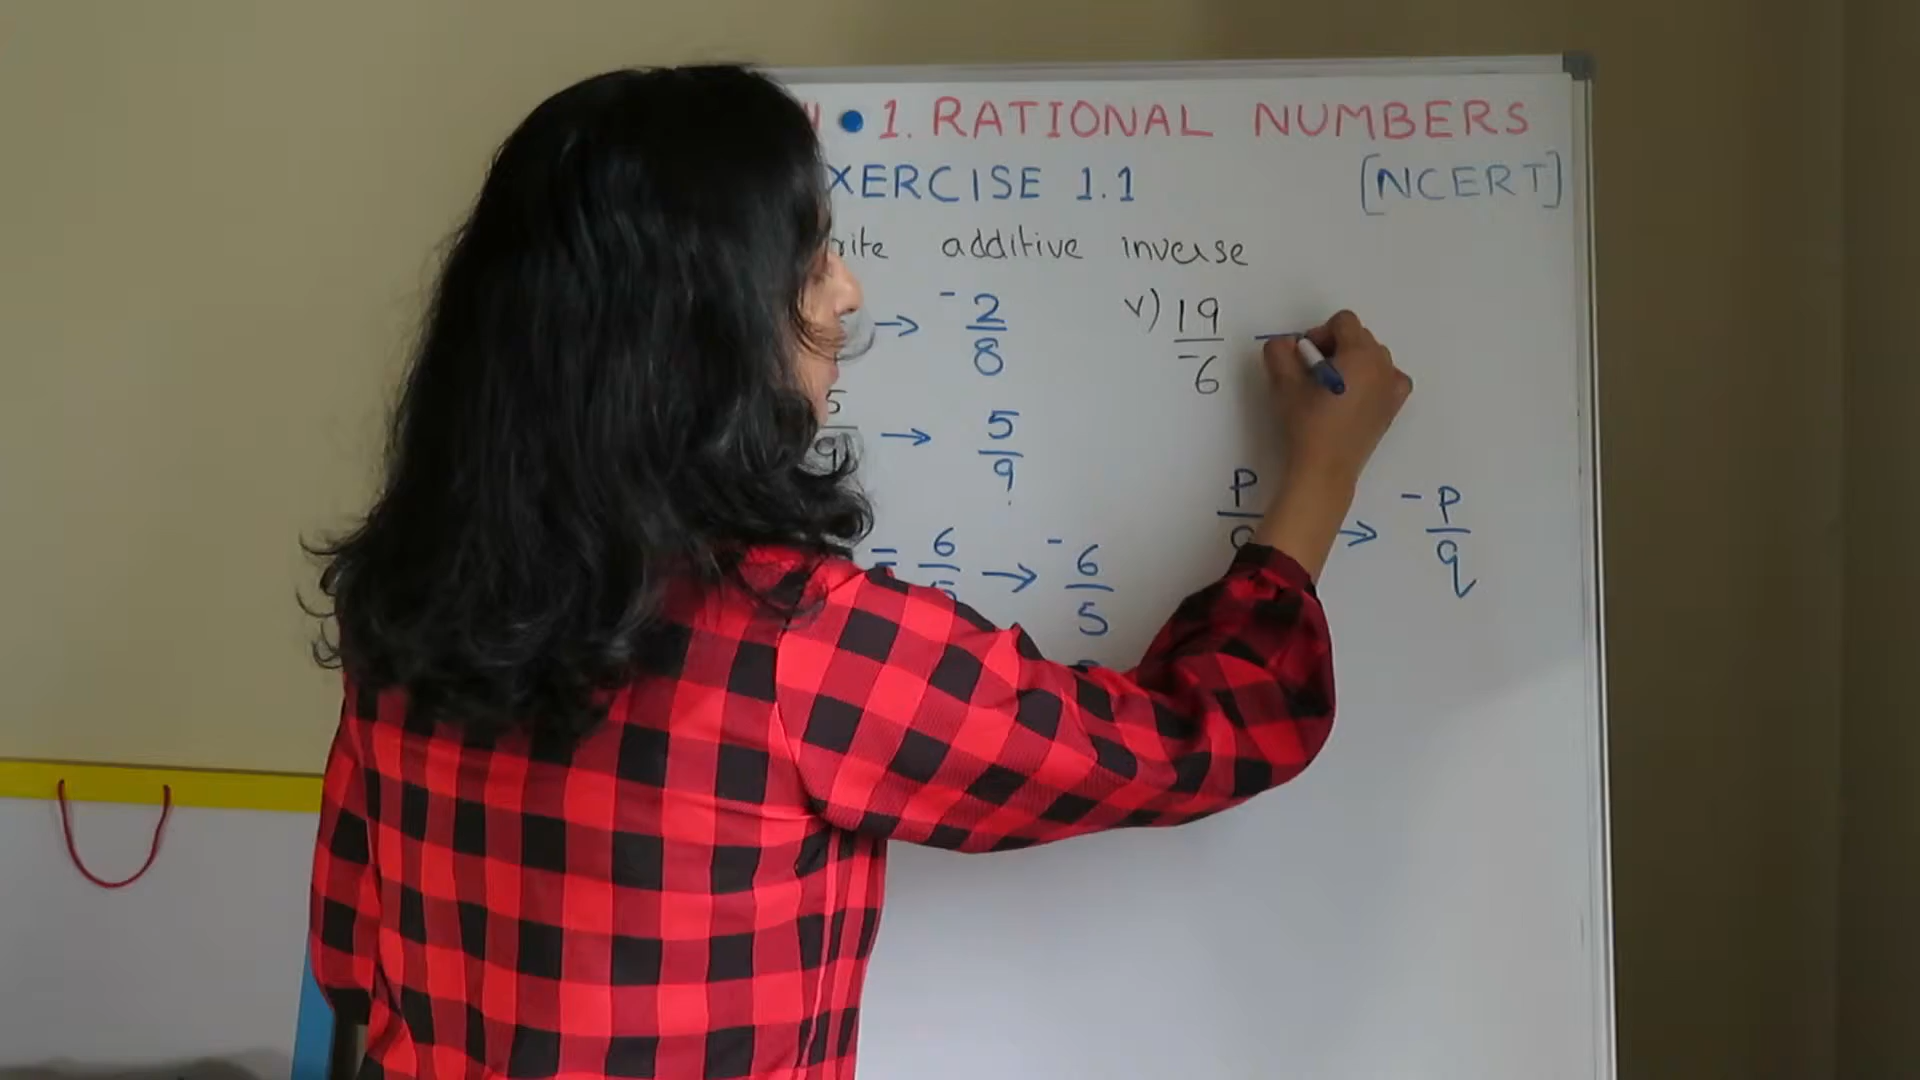 1. RATIONAL NUMBERS
XERCISE 1.1 [NCERT]
rite additive inverse
→ -2/8
v) 19/-6
5/9 → 5/9
p/q → -p/q
= 6/5 → -6/5